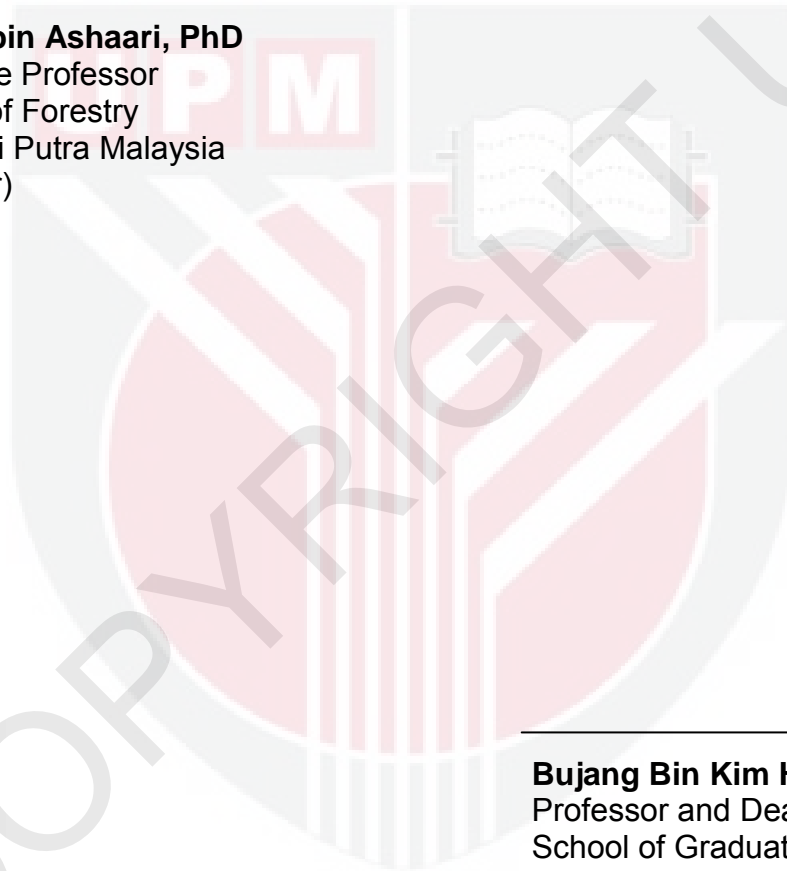 bin Ashaari, PhD
e Professor
of Forestry
i Putra Malaysia
)
UPM
COPYRIGHT U
Bujang Bin Kim H
Professor and Dea
School of Graduat